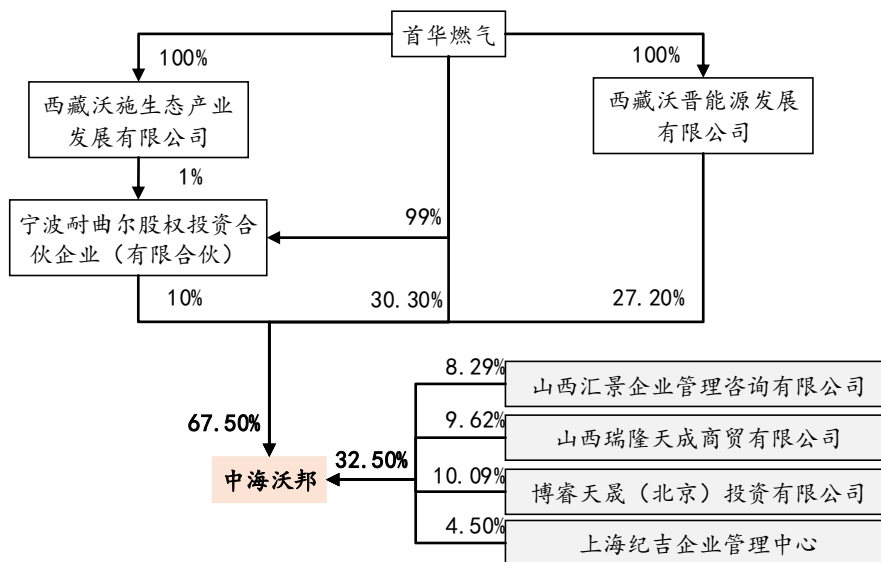 首华燃气
100%
100%
西藏沃施生态产业
发展有限公司
西藏沃晋能源发展
有限公司
1%
宁波耐曲尔股权投资合
伙企业（有限合伙）
99%
10%
30.30%
27.20%
8.29%
山西汇景企业管理咨询有限公司
67.50%
9.62%
山西瑞隆天成商贸有限公司
中海沃邦
32.50%
10.09%
博睿天晟（北京）投资有限公司
4.50%
上海纪吉企业管理中心